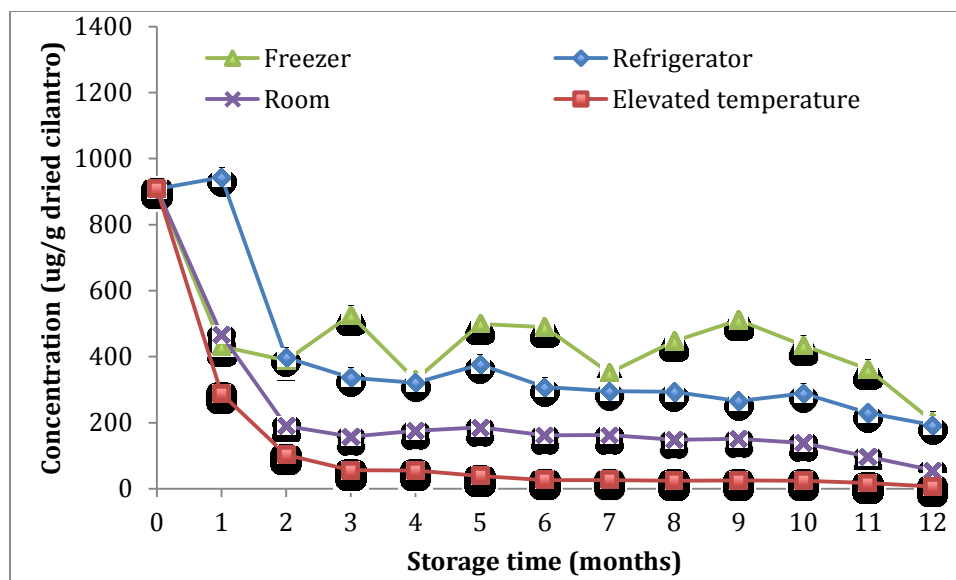 Concentration (ug/g dried cilantro)
1400
1200
1000
800
600
400
200
0
Freezer
Refrigerator
Room
Elevated temperature
0 1 2 3 4 5 6 7 8 9 10 11 12
Storage time (months)